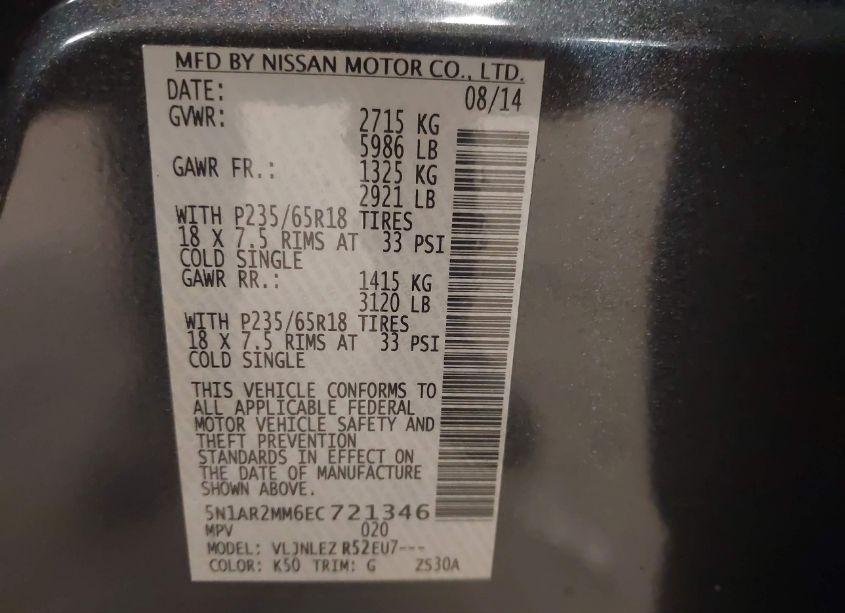 MFD BY NISSAN MOTOR CO., LTD.
DATE: 08/14
GVWR: 2715 KG
5986 LB
GAWR FR.: 1325 KG
2921 LB
WITH P235/65R18 TIRES
18 X 7.5 RIMS AT 33 PSI
COLD SINGLE
GAWR RR.: 1415 KG
3120 LB
WITH P235/65R18 TIRES
18 X 7.5 RIMS AT 33 PSI
COLD SINGLE
THIS VEHICLE CONFORMS TO
ALL APPLICABLE FEDERAL
MOTOR VEHICLE SAFETY AND
THEFT PREVENTION
STANDARDS IN EFFECT ON
THE DATE OF MANUFACTURE
SHOWN ABOVE.
5N1AR2MM6EC721346
MPV 020
MODEL: VLJNLEZ R52EU7---
COLOR: K50 TRIM: G ZS30A